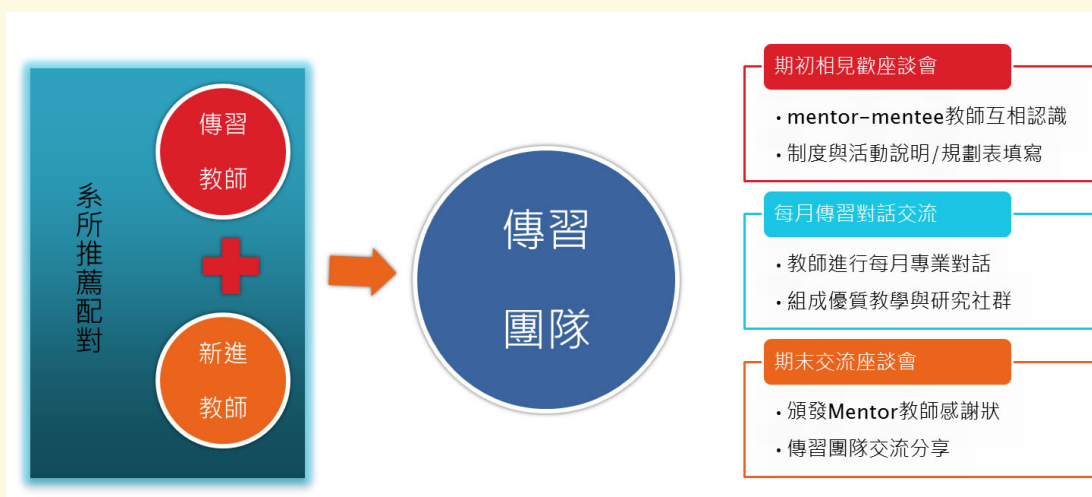 系所推薦配對
傳習
教師
新進
教師
傳習
團隊
期初相見歡座談會
・mentor-mentee教師互相認識
・制度與活動說明/規劃表填寫
每月傳習對話交流
・教師進行每月專業對話
・組成優質教學與研究社群
期末交流座談會
・頒發Mentor教師感謝狀
・傳習團隊交流分享